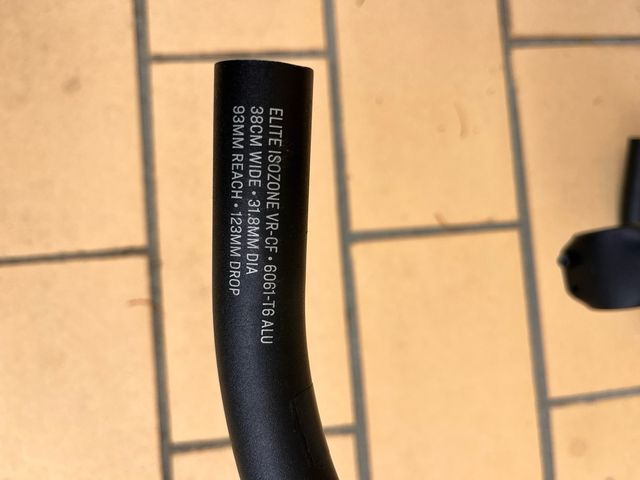 ELITE ISOZONE VR-CF • 6061-T6 ALU
38CM WIDE • 31.8MM DIA
93MM REACH • 123MM DROP